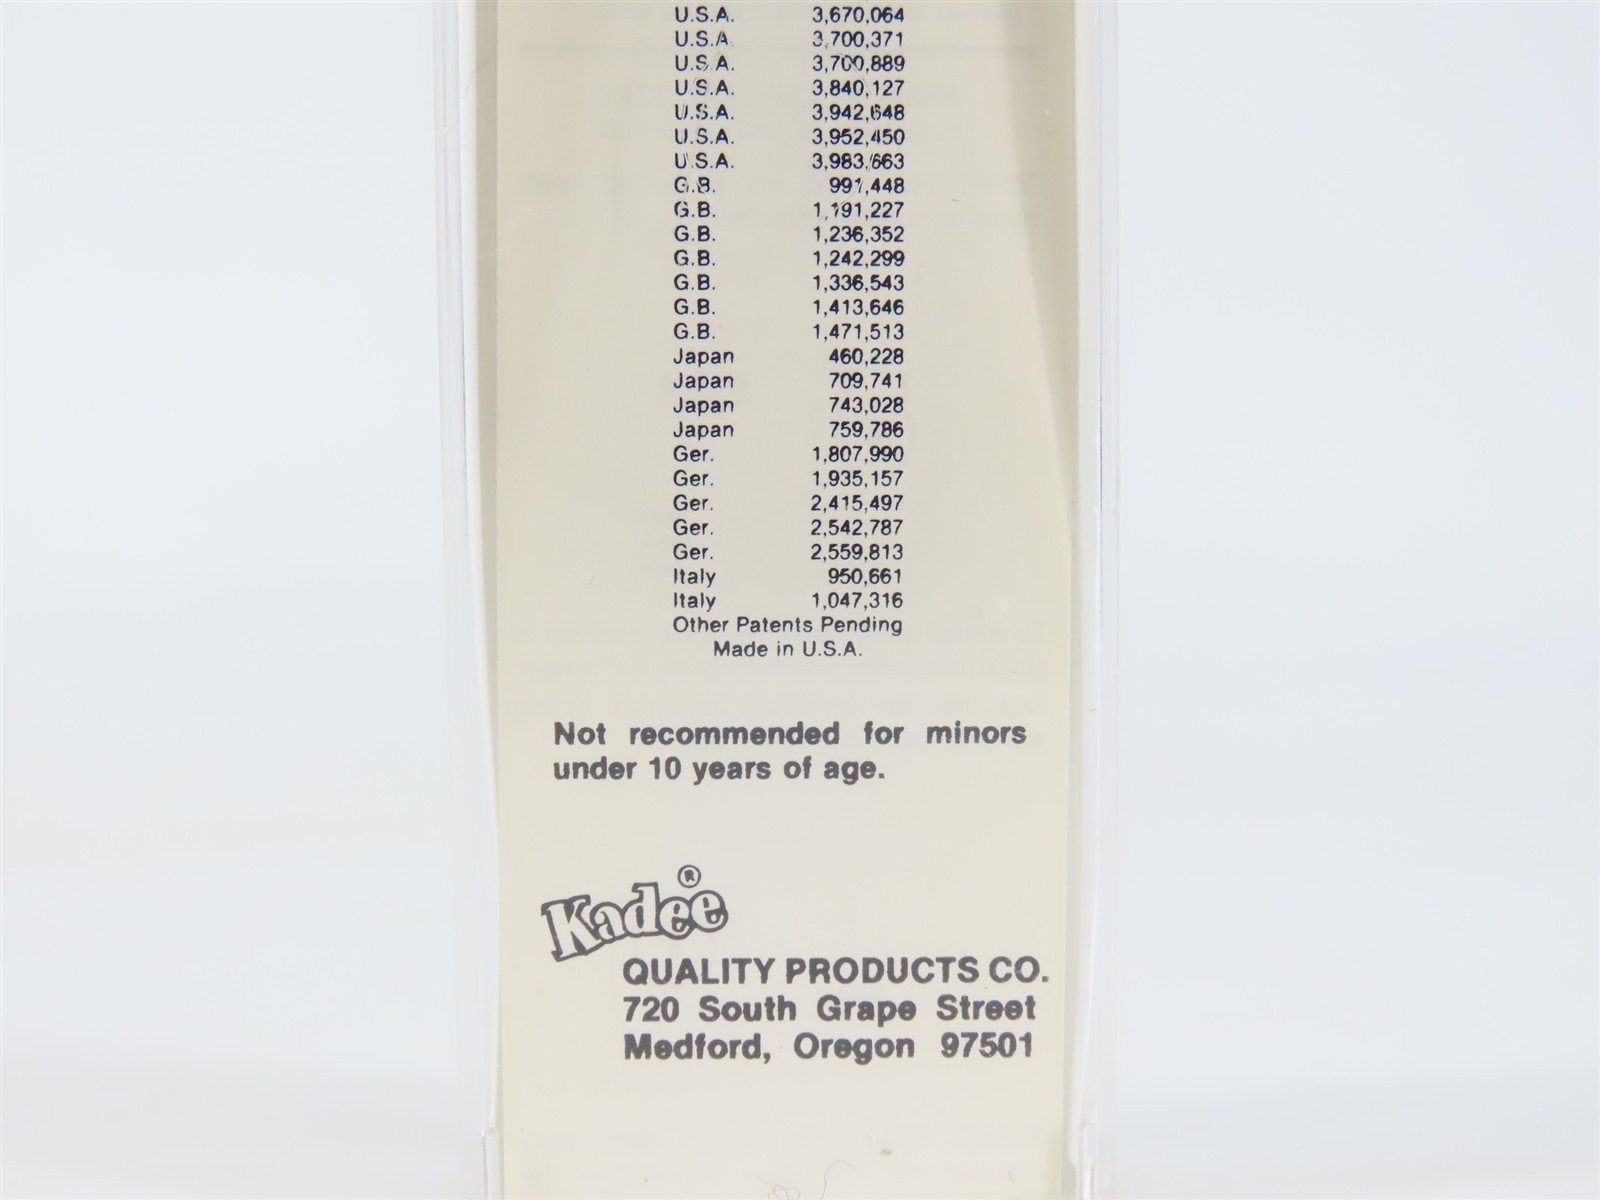 U.S.A. 3,670,064
U.S.A. 3,700,371
U.S.A. 3,700,889
U.S.A. 3,840,127
U.S.A. 3,942,648
U.S.A. 3,952,450
U.S.A. 3,983,663
G.B. 991,448
G.B. 1,191,227
G.B. 1,236,352
G.B. 1,242,299
G.B. 1,336,543
G.B. 1,413,646
G.B. 1,471,513
Japan 460,228
Japan 709,741
Japan 743,028
Japan 759,786
Ger. 1,807,990
Ger. 1,935,157
Ger. 2,415,497
Ger. 2,542,787
Ger. 2,559,813
Italy 950,661
Italy 1,047,316
Other Patents Pending
Made in U.S.A.
Not recommended for minors
under 10 years of age.
Kadee®
QUALITY PRODUCTS CO.
720 South Grape Street
Medford, Oregon 97501